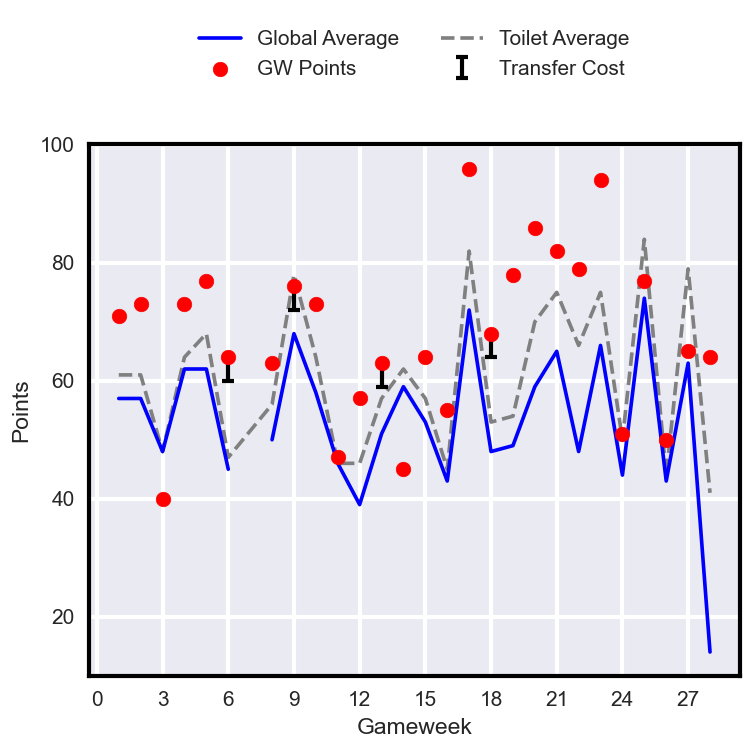 Global Average
Toilet Average
GW Points
Transfer Cost
100
80
60
40
20
Points
0 3 6 9 12 15 18 21 24 27
Gameweek